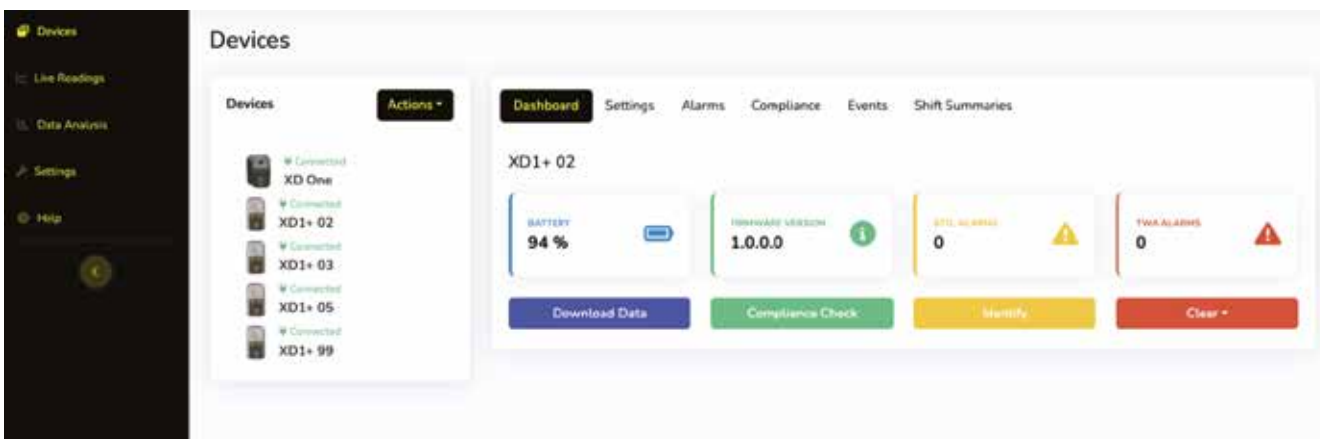 Devices
Live Readings
Data Analysis
Settings
Help
Devices
Devices
Actions
Connected
XD One
Connected
XD1+ 02
Connected
XD1+ 03
Connected
XD1+ 05
Connected
XD1+ 99
Dashboard Settings Alarms Compliance Events Shift Summaries
XD1+ 02
BATTERY
94 %
FIRMWARE VERSION
1.0.0.0
STEL ALARMS
0
TWA ALARMS
0
Download Data Compliance Check Identify Clear